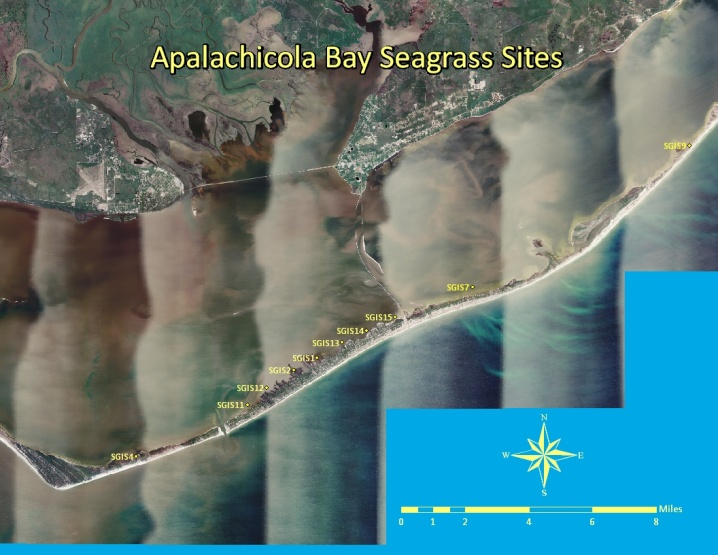 Apalachicola Bay Seagrass Sites
SGIS9
SGIS7
SGIS15
SGIS14
SGIS13
SGIS1
SGIS2
SGIS12
SGIS11
SGIS4
N
W E
S
Miles
0 1 2 4 6 8